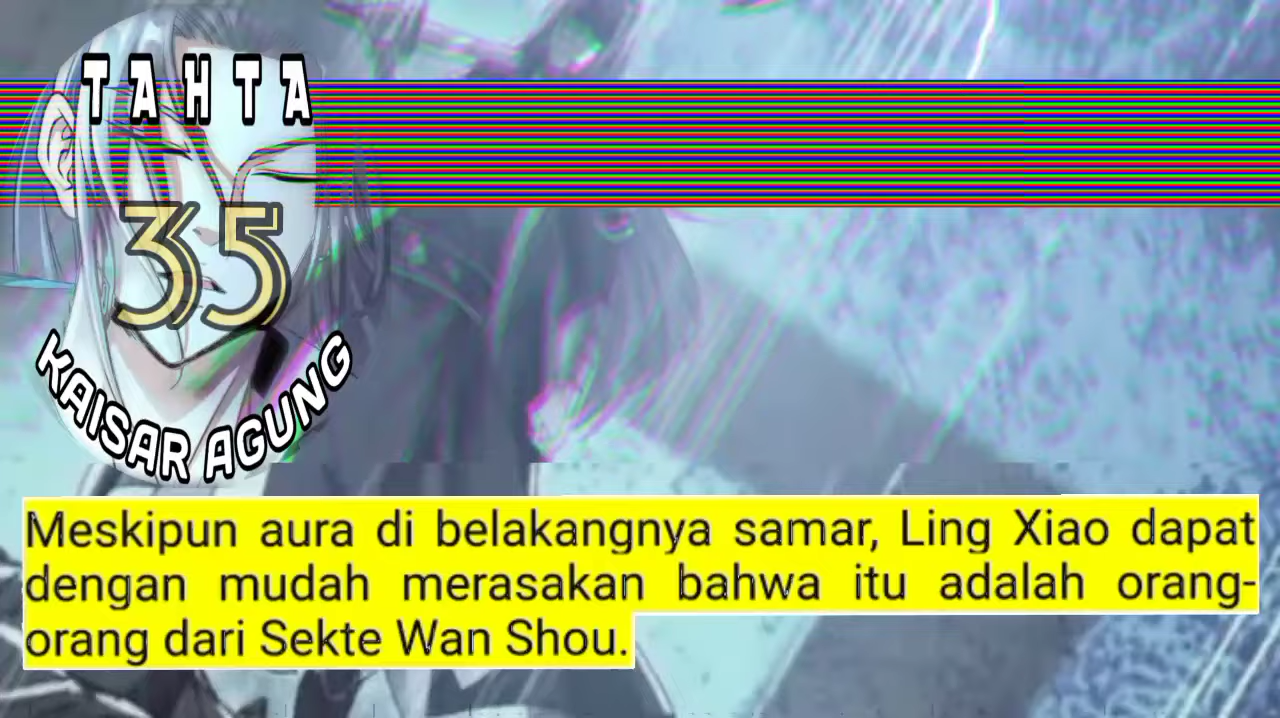 TAHTA
35
KAISAR AGUNG
Meskipun aura di belakangnya samar, Ling Xiao dapat
dengan mudah merasakan bahwa itu adalah orang-
orang dari Sekte Wan Shou.